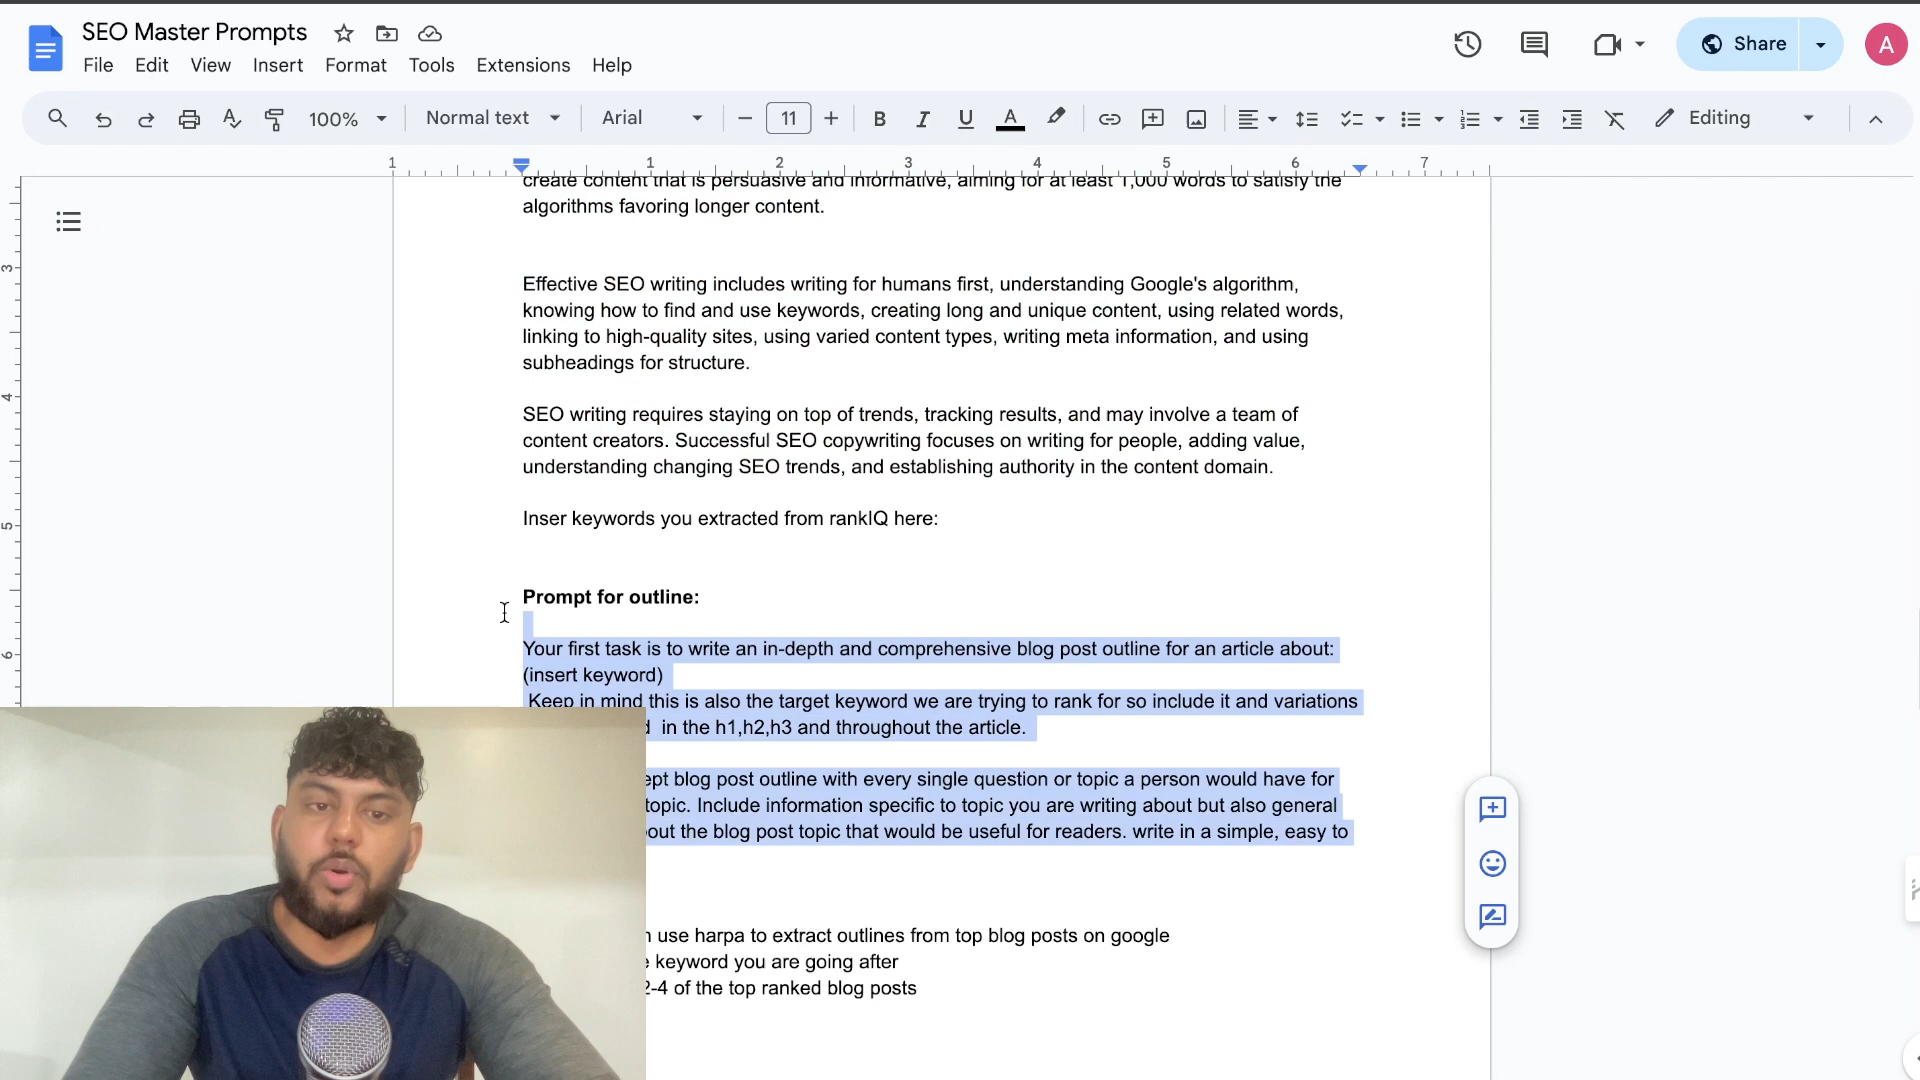 SEO Master Prompts
File Edit View Insert Format Tools Extensions Help
Share
A
100% Normal text Arial 11 Editing
1 1 2 3 4 5 6 7
create content that is persuasive and informative, aiming for at least 1,000 words to satisfy the
algorithms favoring longer content.
3
Effective SEO writing includes writing for humans first, understanding Google's algorithm,
knowing how to find and use keywords, creating long and unique content, using related words,
linking to high-quality sites, using varied content types, writing meta information, and using
subheadings for structure.
4
SEO writing requires staying on top of trends, tracking results, and may involve a team of
content creators. Successful SEO copywriting focuses on writing for people, adding value,
understanding changing SEO trends, and establishing authority in the content domain.
5
Inser keywords you extracted from rankIQ here:
Prompt for outline:
6
Your first task is to write an in-depth and comprehensive blog post outline for an article about:
(insert keyword)
Keep in mind this is also the target keyword we are trying to rank for so include it and variations
in the h1,h2,h3 and throughout the article.
blog post outline with every single question or topic a person would have for
topic. Include information specific to topic you are writing about but also general
the blog post topic that would be useful for readers. write in a simple, easy to
use harpa to extract outlines from top blog posts on google
keyword you are going after
2-4 of the top ranked blog posts